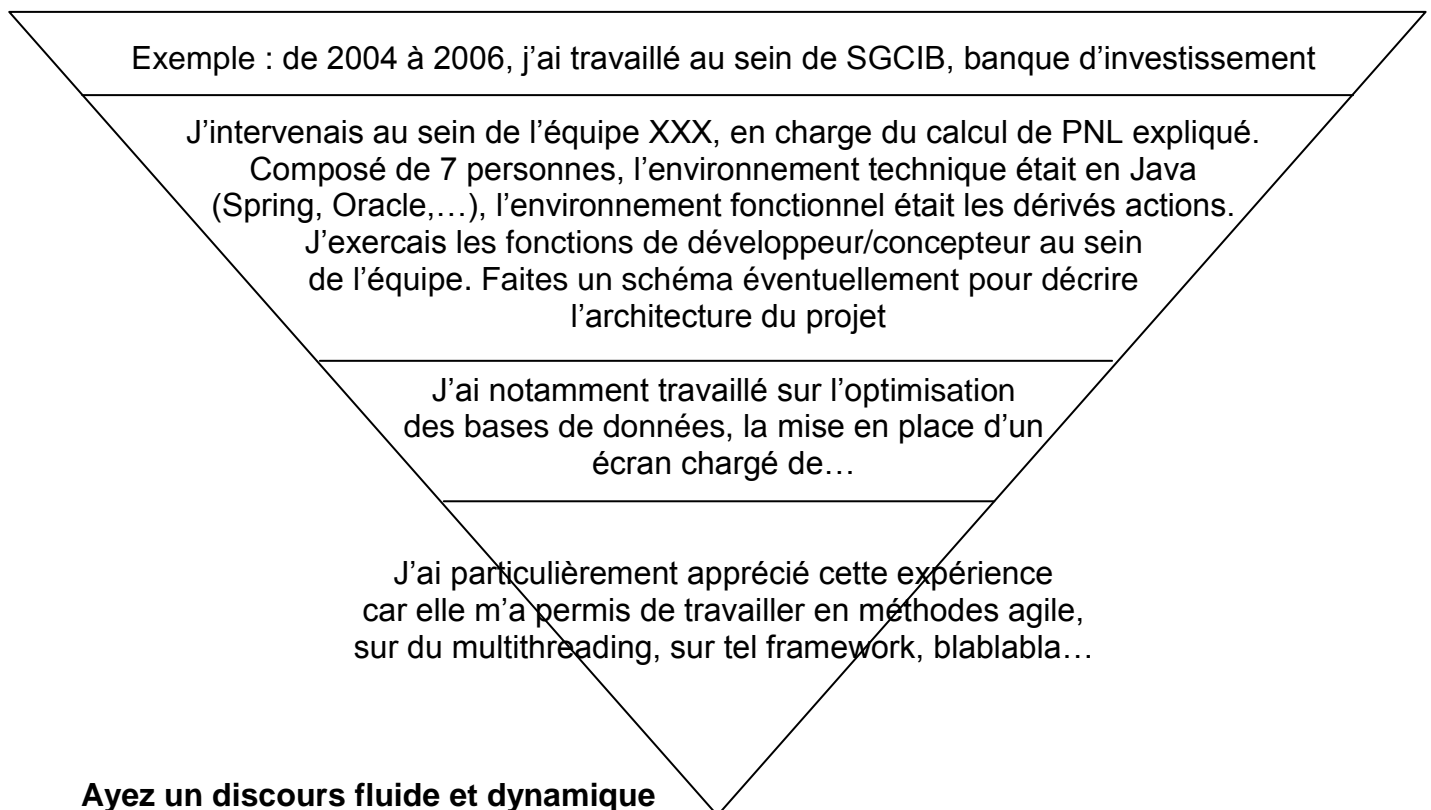 Exemple : de 2004 à 2006, j’ai travaillé au sein de SGCIB, banque d’investissement
J’intervenais au sein de l’équipe XXX, en charge du calcul de PNL expliqué.
Composé de 7 personnes, l’environnement technique était en Java
(Spring, Oracle,…), l’environnement fonctionnel était les dérivés actions.
J’exercais les fonctions de développeur/concepteur au sein
de l’équipe. Faites un schéma éventuellement pour décrire
l’architecture du projet
J’ai notamment travaillé sur l’optimisation
des bases de données, la mise en place d’un
écran chargé de…
J’ai particulièrement apprécié cette expérience
car elle m’a permis de travailler en méthodes agile,
sur du multithreading, sur tel framework, blablabla…
Ayez un discours fluide et dynamique